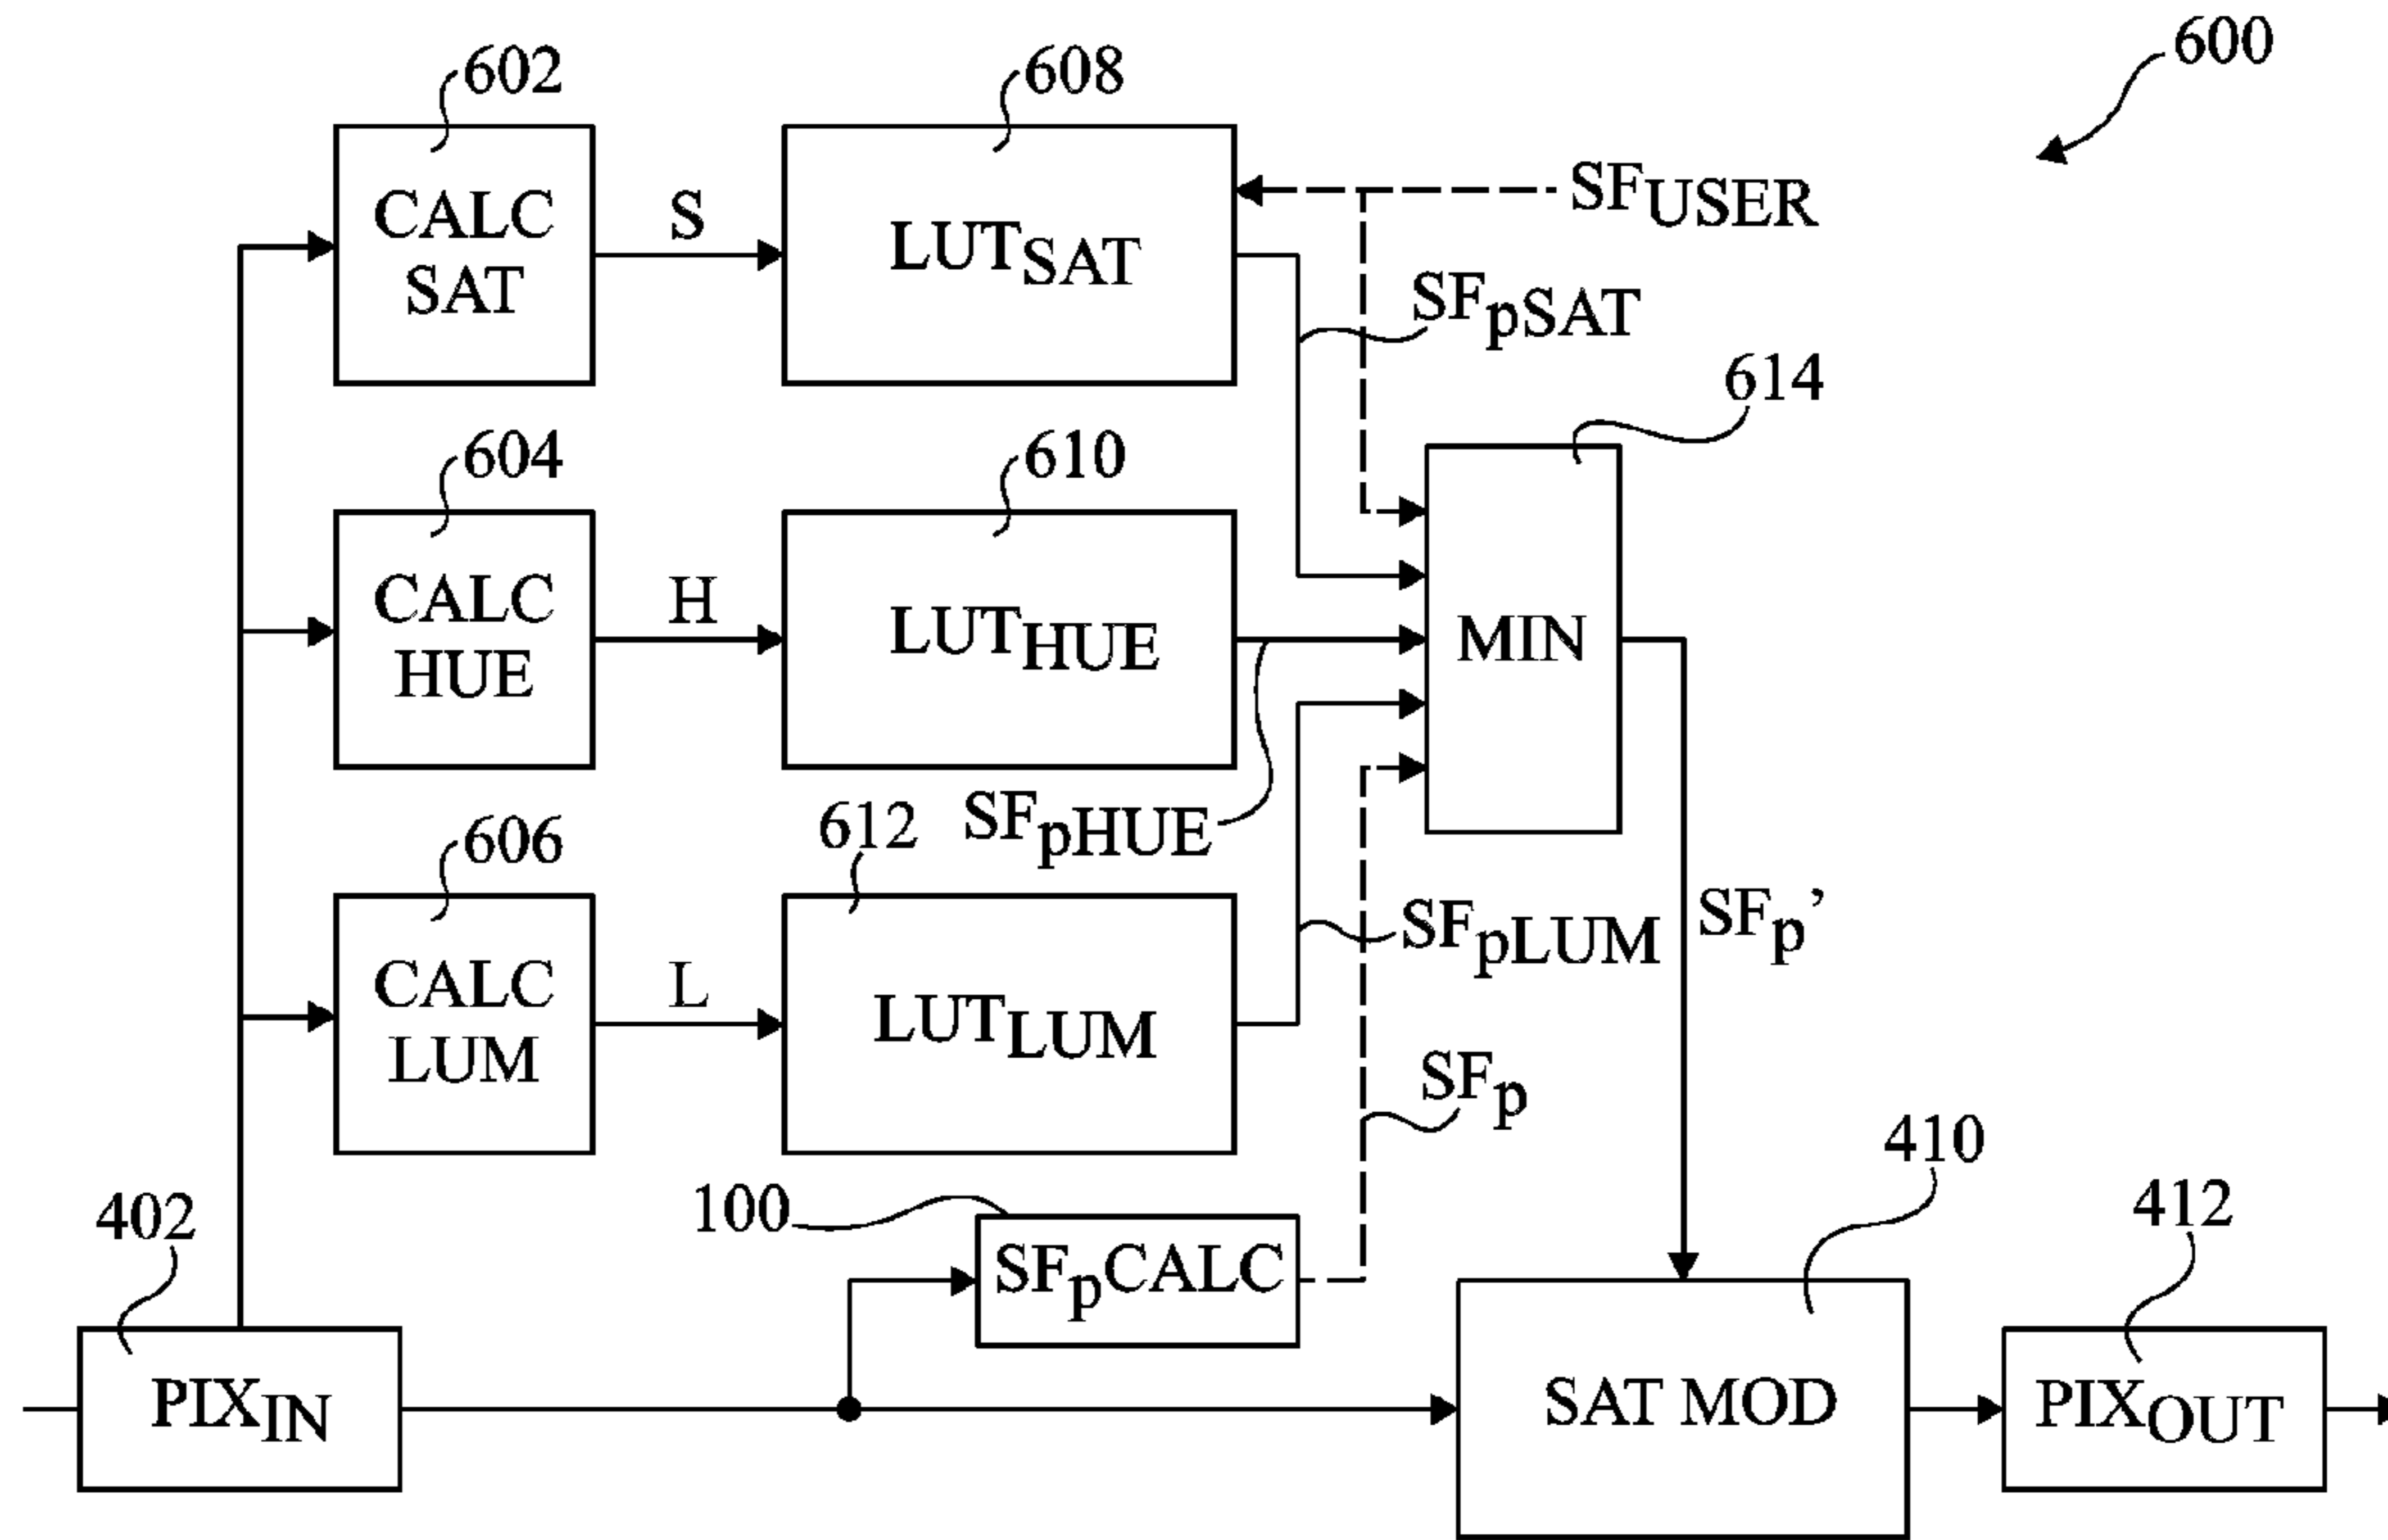 600
602
608
CALC
SAT
S
LUTSAT
SFUSER
SFpSAT
614
604
610
CALC
HUE
H
LUTHUE
MIN
SFpHUE
606
612
CALC
LUM
L
LUTLUM
SFpLUM
SFp’
SFp
100
SFpCALC
402
PIXIN
410
SAT MOD
412
PIXOUT